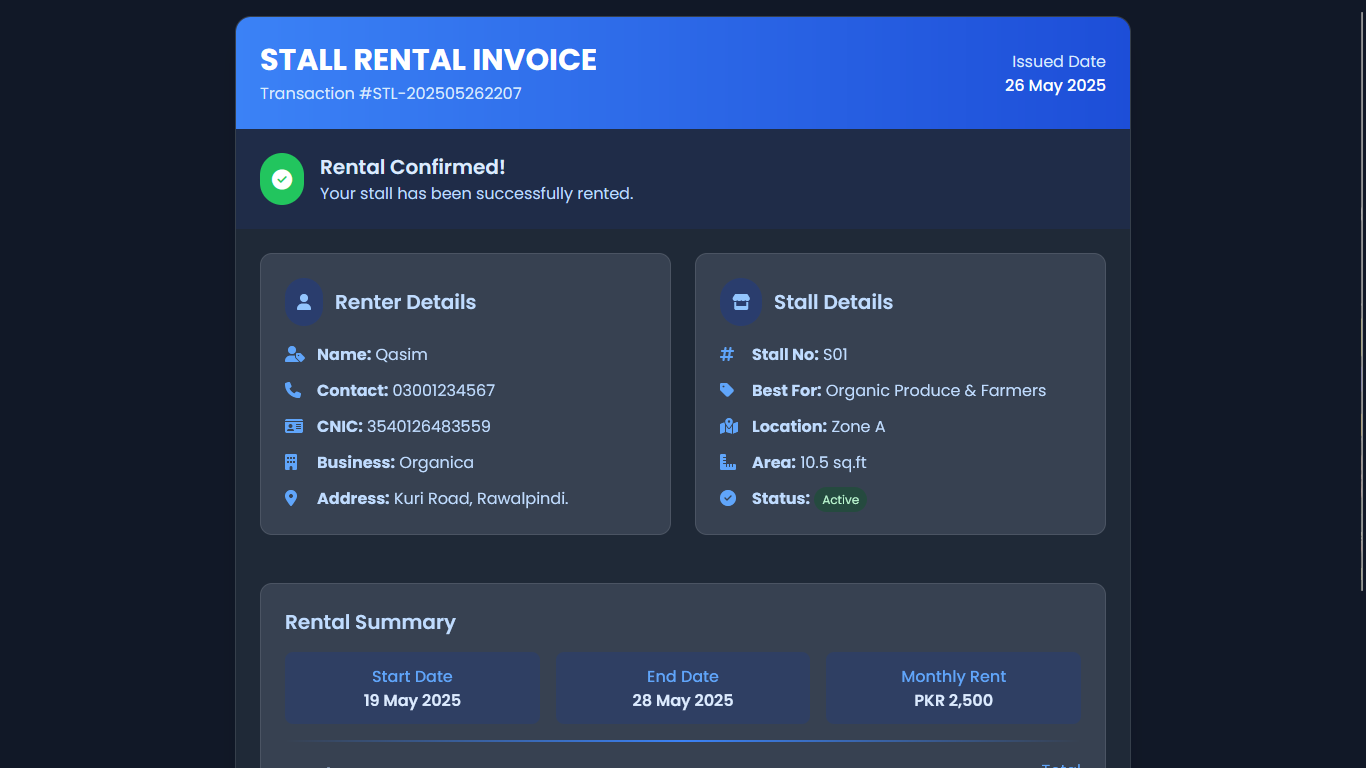 STALL RENTAL INVOICE
Transaction #STL-202505262207
Issued Date
26 May 2025
Rental Confirmed!
Your stall has been successfully rented.
Renter Details
Name: Qasim
Contact: 03001234567
CNIC: 3540126483559
Business: Organica
Address: Kuri Road, Rawalpindi.
Stall Details
Stall No: S01
Best For: Organic Produce & Farmers
Location: Zone A
Area: 10.5 sq.ft
Status: Active
Rental Summary
Start Date
19 May 2025
End Date
28 May 2025
Monthly Rent
PKR 2,500
Total